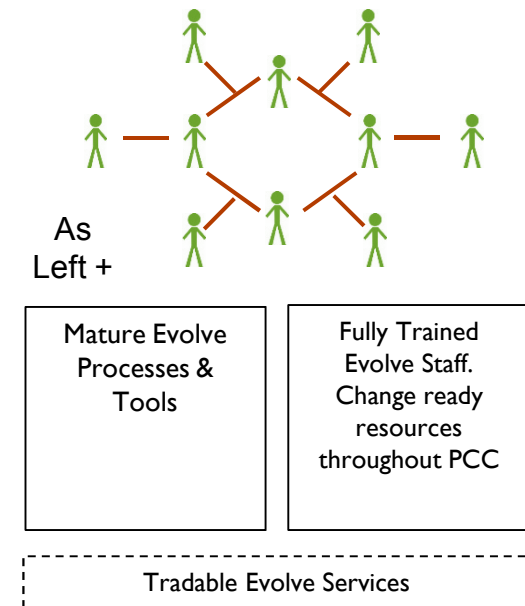 As
Left +
Mature Evolve
Processes &
Tools
Fully Trained
Evolve Staff.
Change ready
resources
throughout PCC
Tradable Evolve Services